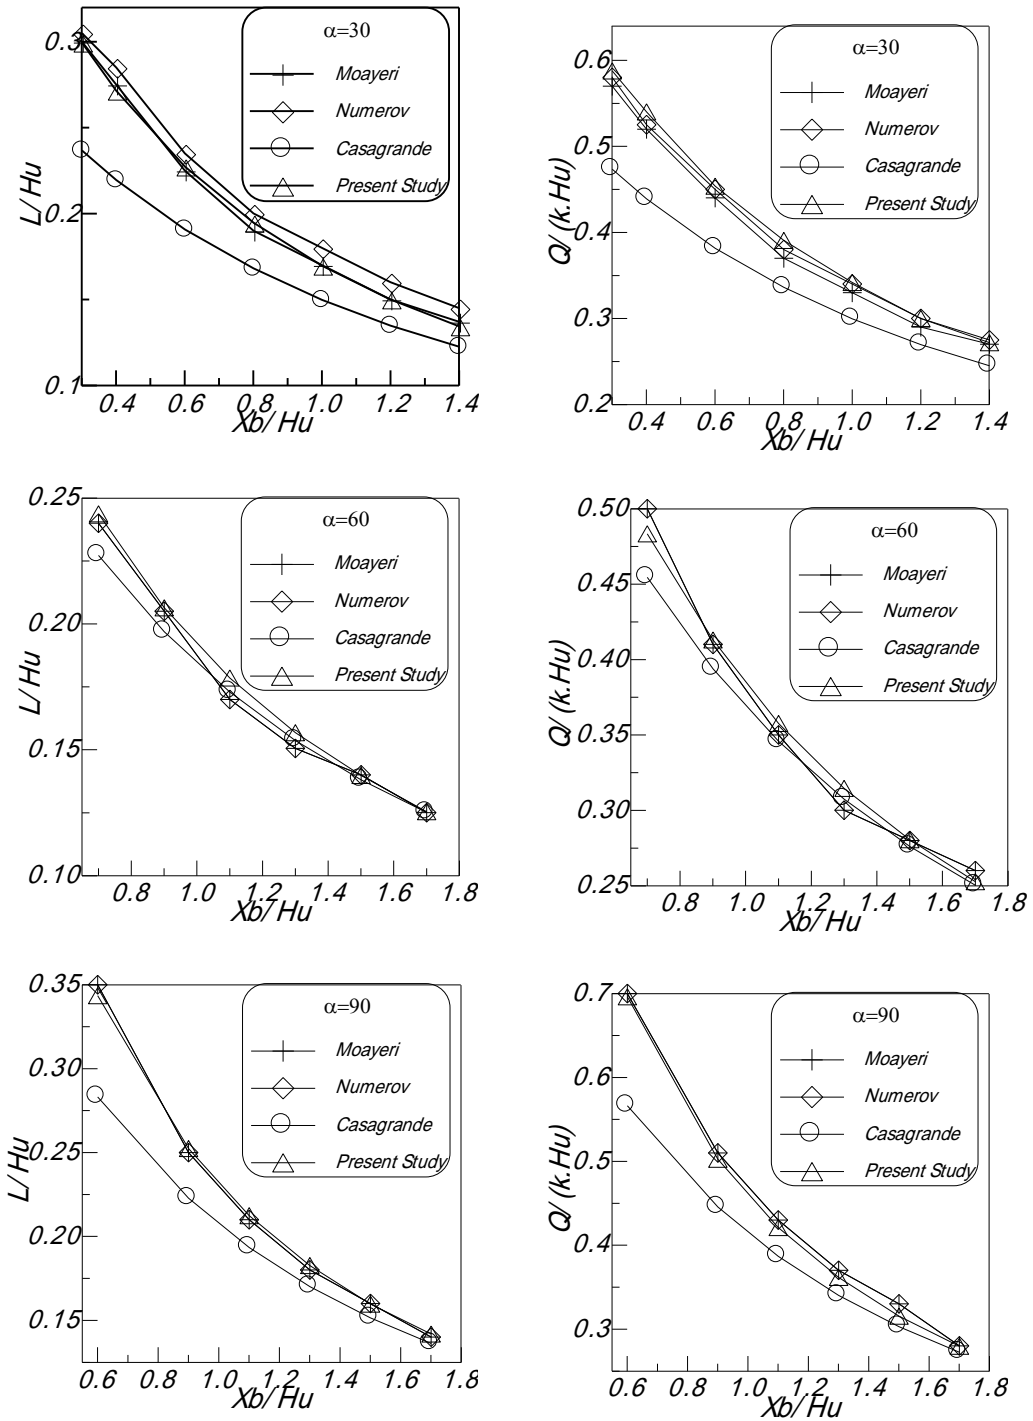 α=30
Moayeri
Numerov
Casagrande
Present Study
L/ Hu
0.3
0.2
0.1
0.4 0.6 0.8 1.0 1.2 1.4
Xb/ Hu
α=30
Moayeri
Numerov
Casagrande
Present Study
Q/ (k.Hu)
0.6
0.5
0.4
0.3
0.2
0.4 0.6 0.8 1.0 1.2 1.4
Xb/ Hu
α=60
Moayeri
Numerov
Casagrande
Present Study
L/ Hu
0.25
0.20
0.15
0.10
0.8 1.0 1.2 1.4 1.6 1.8
Xb/ Hu
α=60
Moayeri
Numerov
Casagrande
Present Study
Q/ (k.Hu)
0.50
0.45
0.40
0.35
0.30
0.25
0.8 1.0 1.2 1.4 1.6 1.8
Xb/ Hu
α=90
Moayeri
Numerov
Casagrande
Present Study
L/ Hu
0.35
0.30
0.25
0.20
0.15
0.6 0.8 1.0 1.2 1.4 1.6 1.8
Xb/ Hu
α=90
Moayeri
Numerov
Casagrande
Present Study
Q/ (k.Hu)
0.7
0.6
0.5
0.4
0.3
0.6 0.8 1.0 1.2 1.4 1.6 1.8
Xb/ Hu